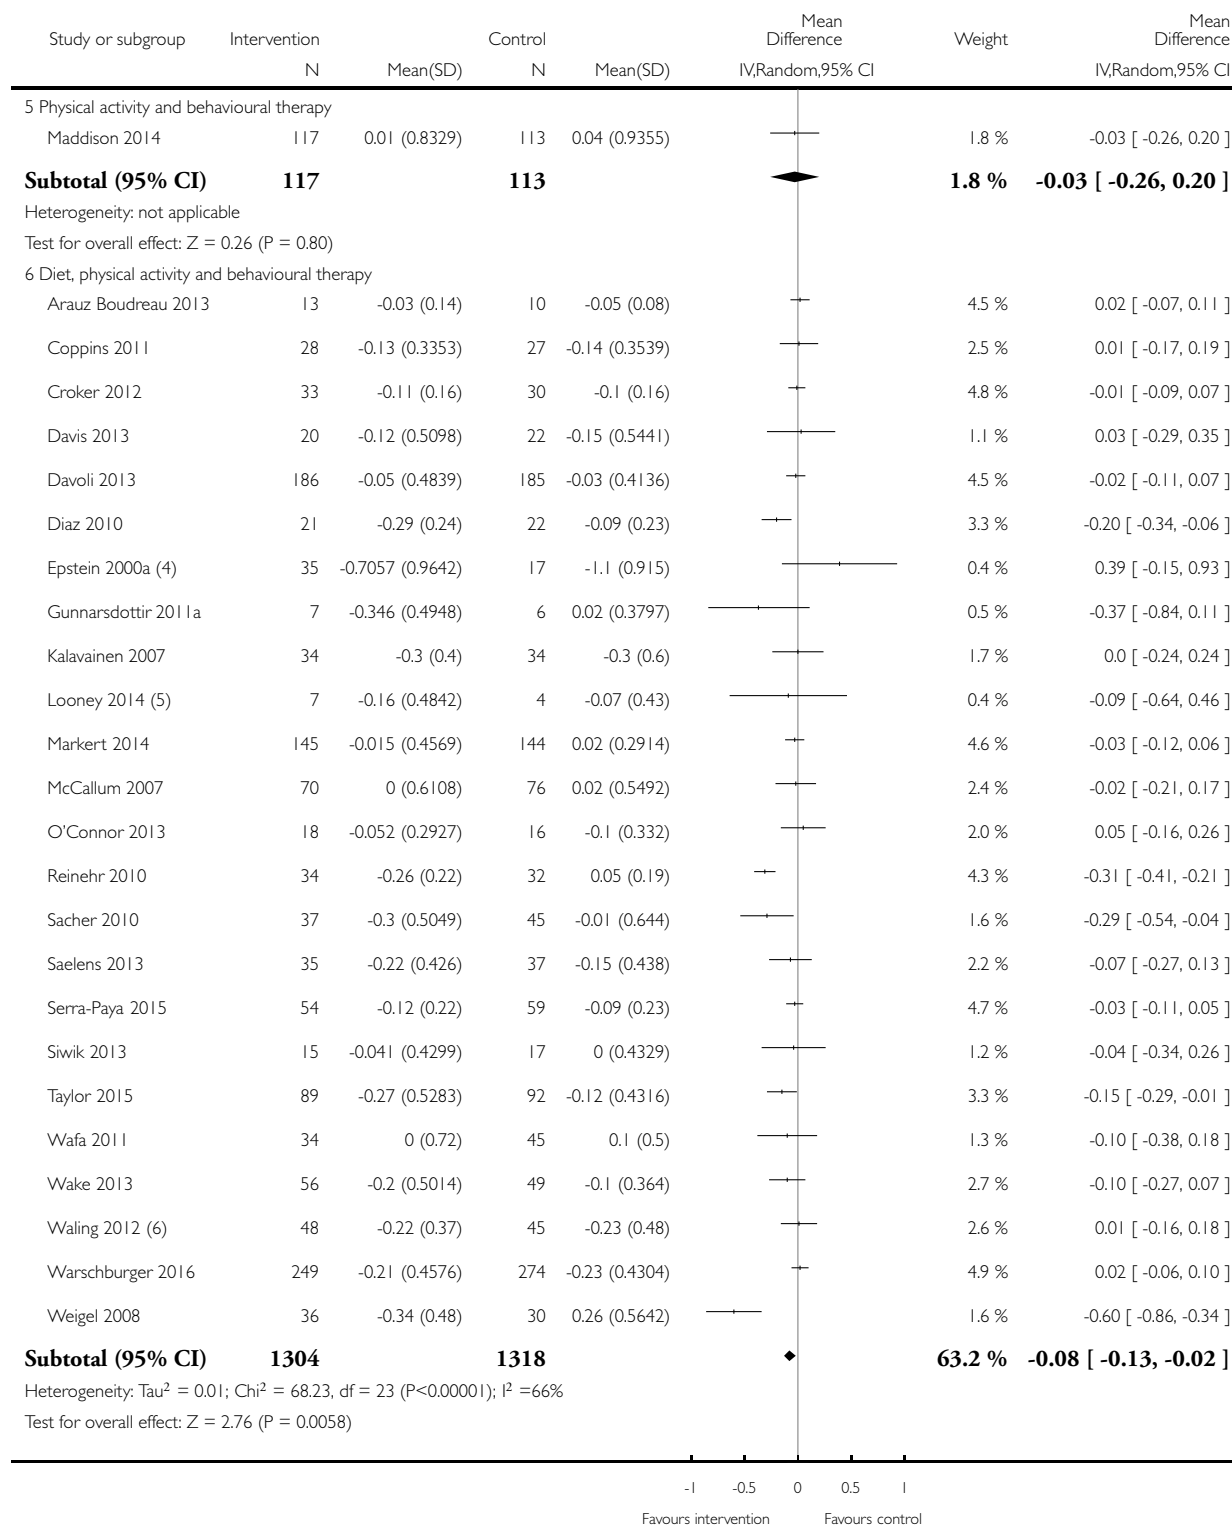 Study or subgroup Intervention Control Mean Difference Weight Mean Difference
N Mean(SD) N Mean(SD) IV,Random,95% CI IV,Random,95% CI
5 Physical activity and behavioural therapy
Maddison 2014 117 0.01 (0.8329) 113 0.04 (0.9355) 1.8 % -0.03 [ -0.26, 0.20 ]
Subtotal (95% CI) 117 113 1.8 % -0.03 [ -0.26, 0.20 ]
Heterogeneity: not applicable
Test for overall effect: Z = 0.26 (P = 0.80)
6 Diet, physical activity and behavioural therapy
Arauz Boudreau 2013 13 -0.03 (0.14) 10 -0.05 (0.08) 4.5 % 0.02 [ -0.07, 0.11 ]
Coppins 2011 28 -0.13 (0.3353) 27 -0.14 (0.3539) 2.5 % 0.01 [ -0.17, 0.19 ]
Croker 2012 33 -0.11 (0.16) 30 -0.1 (0.16) 4.8 % -0.01 [ -0.09, 0.07 ]
Davis 2013 20 -0.12 (0.5098) 22 -0.15 (0.5441) 1.1 % 0.03 [ -0.29, 0.35 ]
Davoli 2013 186 -0.05 (0.4839) 185 -0.03 (0.4136) 4.5 % -0.02 [ -0.11, 0.07 ]
Diaz 2010 21 -0.29 (0.24) 22 -0.09 (0.23) 3.3 % -0.20 [ -0.34, -0.06 ]
Epstein 2000a (4) 35 -0.7057 (0.9642) 17 -1.1 (0.915) 0.4 % 0.39 [ -0.15, 0.93 ]
Gunnarsdottir 2011a 7 -0.346 (0.4948) 6 0.02 (0.3797) 0.5 % -0.37 [ -0.84, 0.11 ]
Kalavainen 2007 34 -0.3 (0.4) 34 -0.3 (0.6) 1.7 % 0.0 [ -0.24, 0.24 ]
Looney 2014 (5) 7 -0.16 (0.4842) 4 -0.07 (0.43) 0.4 % -0.09 [ -0.64, 0.46 ]
Markert 2014 145 -0.015 (0.4569) 144 0.02 (0.2914) 4.6 % -0.03 [ -0.12, 0.06 ]
McCallum 2007 70 0 (0.6108) 76 0.02 (0.5492) 2.4 % -0.02 [ -0.21, 0.17 ]
O'Connor 2013 18 -0.052 (0.2927) 16 -0.1 (0.332) 2.0 % 0.05 [ -0.16, 0.26 ]
Reinehr 2010 34 -0.26 (0.22) 32 0.05 (0.19) 4.3 % -0.31 [ -0.41, -0.21 ]
Sacher 2010 37 -0.3 (0.5049) 45 -0.01 (0.644) 1.6 % -0.29 [ -0.54, -0.04 ]
Saelens 2013 35 -0.22 (0.426) 37 -0.15 (0.438) 2.2 % -0.07 [ -0.27, 0.13 ]
Serra-Paya 2015 54 -0.12 (0.22) 59 -0.09 (0.23) 4.7 % -0.03 [ -0.11, 0.05 ]
Siwik 2013 15 -0.041 (0.4299) 17 0 (0.4329) 1.2 % -0.04 [ -0.34, 0.26 ]
Taylor 2015 89 -0.27 (0.5283) 92 -0.12 (0.4316) 3.3 % -0.15 [ -0.29, -0.01 ]
Wafa 2011 34 0 (0.72) 45 0.1 (0.5) 1.3 % -0.10 [ -0.38, 0.18 ]
Wake 2013 56 -0.2 (0.5014) 49 -0.1 (0.364) 2.7 % -0.10 [ -0.27, 0.07 ]
Waling 2012 (6) 48 -0.22 (0.37) 45 -0.23 (0.48) 2.6 % 0.01 [ -0.16, 0.18 ]
Warschburger 2016 249 -0.21 (0.4576) 274 -0.23 (0.4304) 4.9 % 0.02 [ -0.06, 0.10 ]
Weigel 2008 36 -0.34 (0.48) 30 0.26 (0.5642) 1.6 % -0.60 [ -0.86, -0.34 ]
Subtotal (95% CI) 1304 1318 63.2 % -0.08 [ -0.13, -0.02 ]
Heterogeneity: Tau² = 0.01; Chi² = 68.23, df = 23 (P<0.00001); I² =66%
Test for overall effect: Z = 2.76 (P = 0.0058)
-1 -0.5 0 0.5 1
Favours intervention Favours control